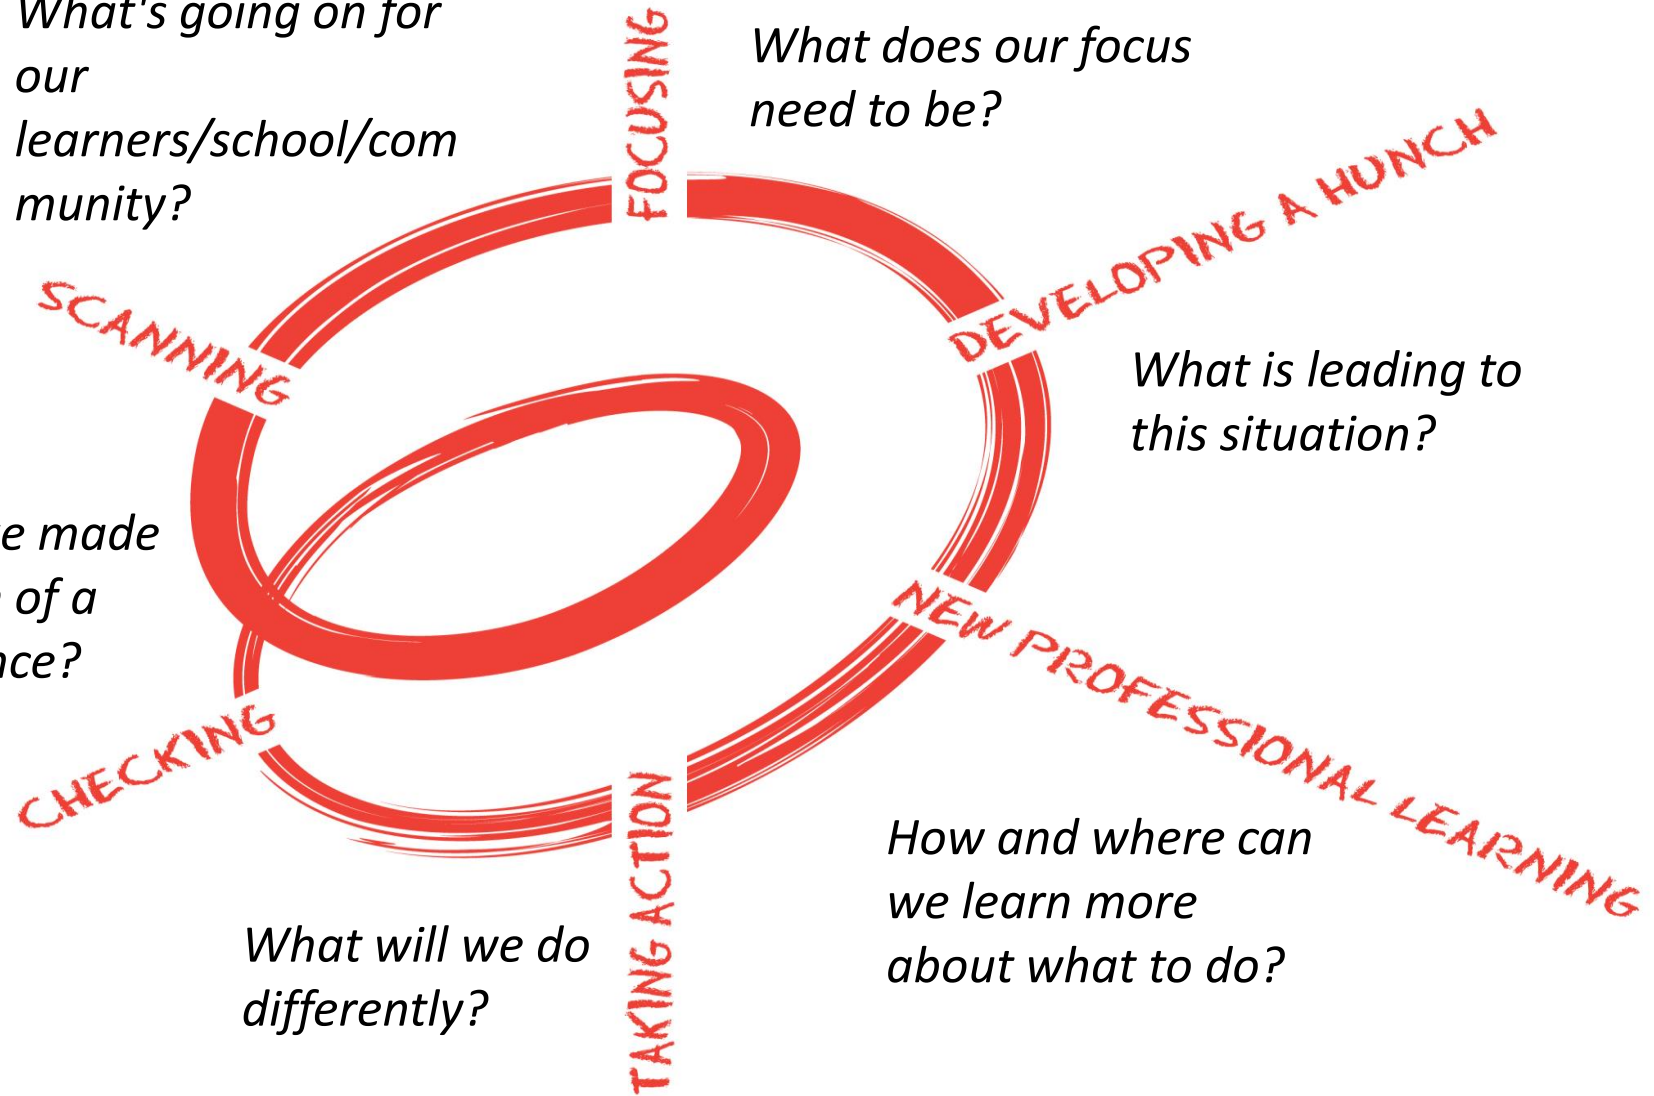 What's going on for
our
learners/school/com
munity?
FOCUSING
What does our focus
need to be?
DEVELOPING A HUNCH
SCANNING
What is leading to
this situation?
made
of a
NEW PROFESSIONAL LEARNING
CHECKING
How and where can
we learn more
about what to do?
What will we do
differently?
TAKING ACTION